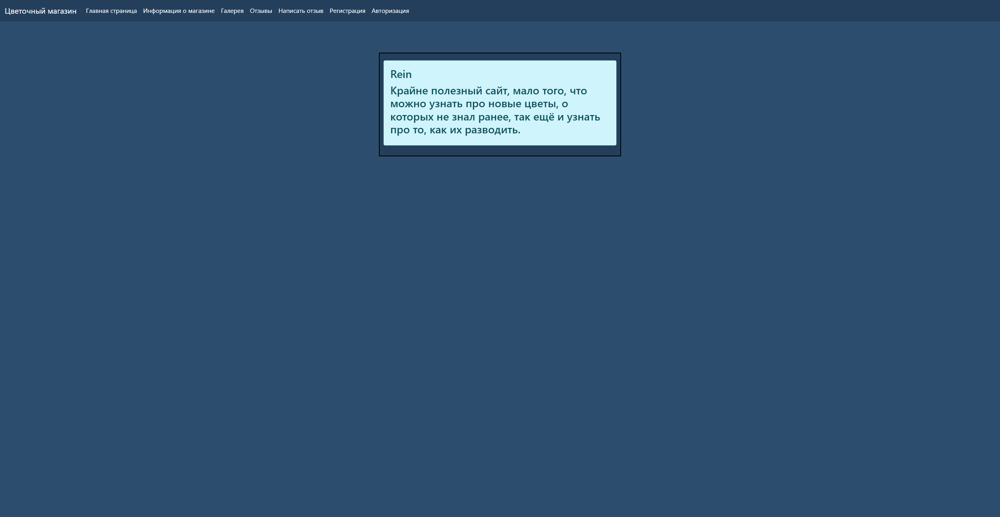 Цветочный магазин Главная страница Информация о магазине Галерея Отзывы Написать отзыв Регистрация Авторизация
Rein
Крайне полезный сайт, мало того, что
можно узнать про новые цветы, о
которых не знал ранее, так ещё и узнать
про то, как их разводить.